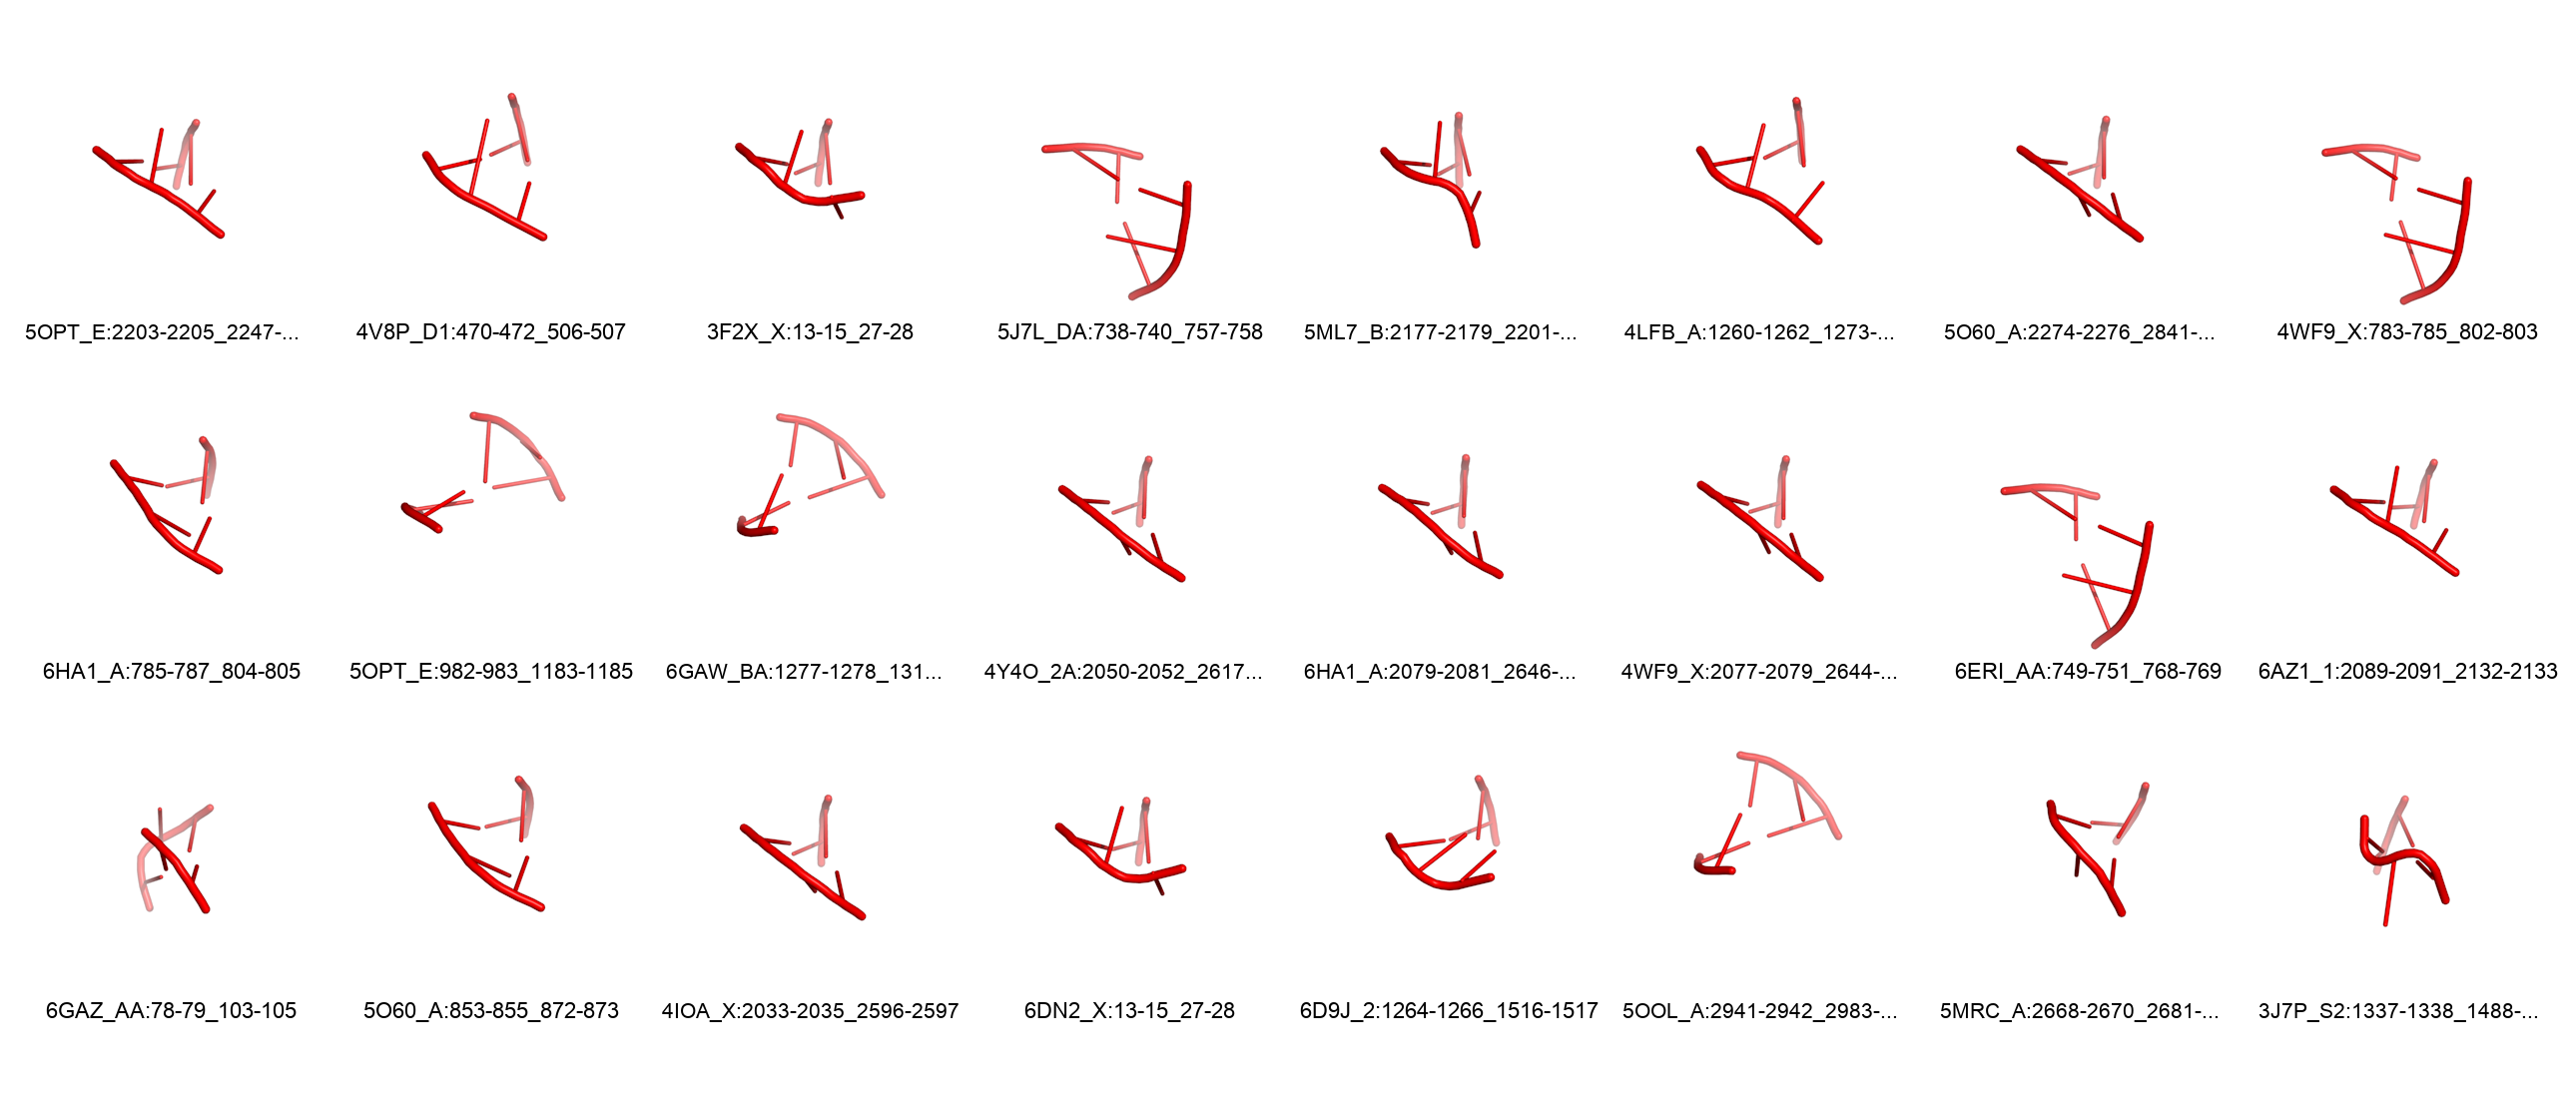 5OPT_E:2203-2205_2247-... 4V8P_D1:470-472_506-507 3F2X_X:13-15_27-28 5J7L_DA:738-740_757-758 5ML7_B:2177-2179_2201-... 4LFB_A:1260-1262_1273-... 5O60_A:2274-2276_2841-... 4WF9_X:783-785_802-803
6HA1_A:785-787_804-805 5OPT_E:982-983_1183-1185 6GAW_BA:1277-1278_131... 4Y4O_2A:2050-2052_2617... 6HA1_A:2079-2081_2646-... 4WF9_X:2077-2079_2644-... 6ERI_AA:749-751_768-769 6AZ1_1:2089-2091_2132-2133
6GAZ_AA:78-79_103-105 5O60_A:853-855_872-873 4IOA_X:2033-2035_2596-2597 6DN2_X:13-15_27-28 6D9J_2:1264-1266_1516-1517 5OOL_A:2941-2942_2983-... 5MRC_A:2668-2670_2681-... 3J7P_S2:1337-1338_1488-...